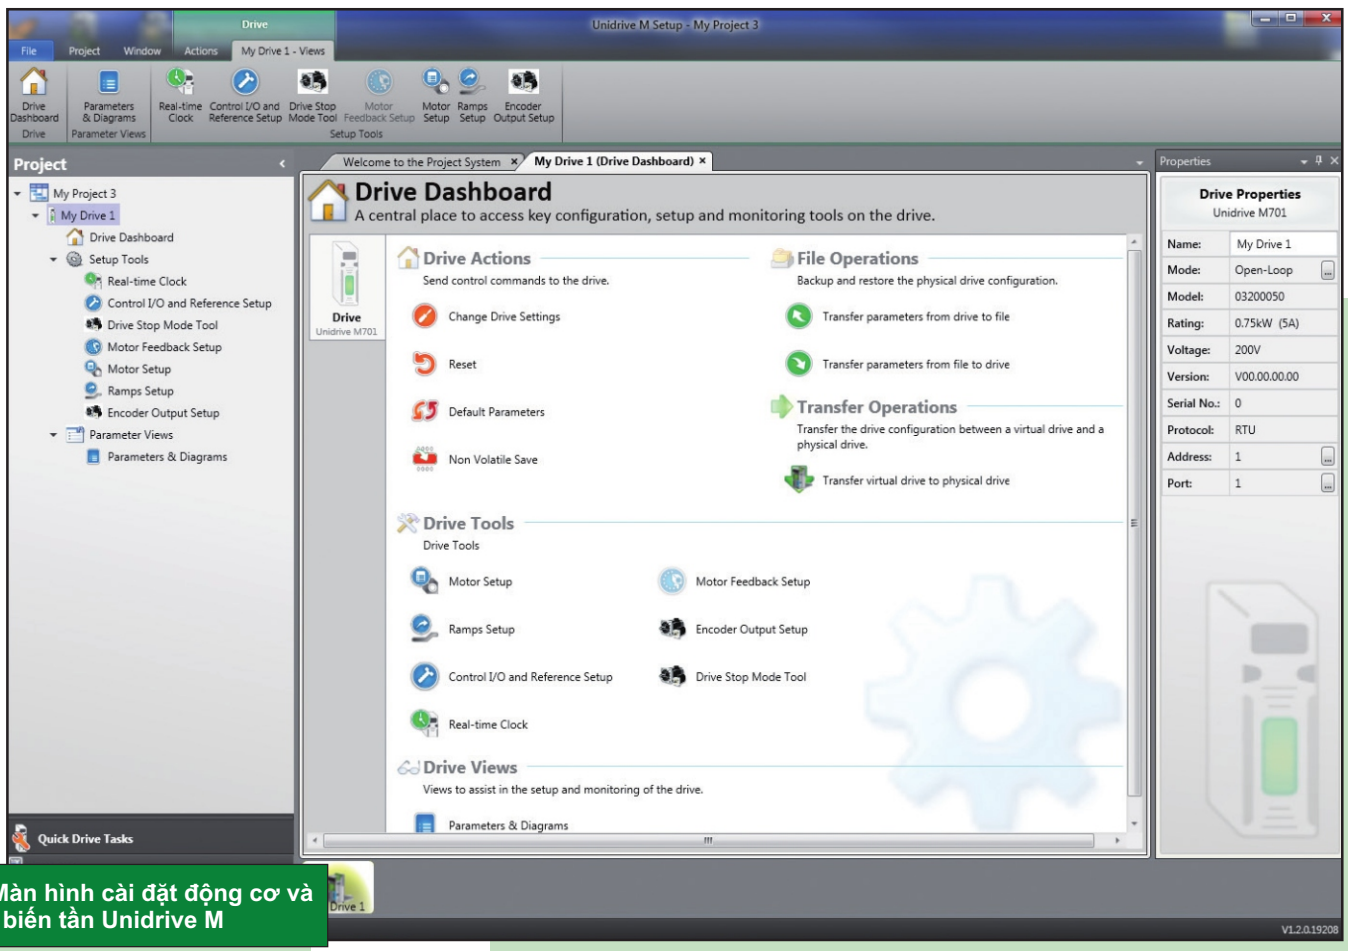 Drive
Unidrive M Setup - My Project 3
File Project Window Actions My Drive 1 - Views
Drive Dashboard
Parameters & Diagrams
Real-time Clock
Control I/O and Reference Setup
Drive Stop Mode Tool
Motor Feedback Setup
Motor Setup
Ramps Setup
Encoder Output Setup
Drive Parameter Views Setup Tools
Project
My Project 3
My Drive 1
Drive Dashboard
Setup Tools
Real-time Clock
Control I/O and Reference Setup
Drive Stop Mode Tool
Motor Feedback Setup
Motor Setup
Ramps Setup
Encoder Output Setup
Parameter Views
Parameters & Diagrams
Quick Drive Tasks
Welcome to the Project System × My Drive 1 (Drive Dashboard) ×
Drive Dashboard
A central place to access key configuration, setup and monitoring tools on the drive.
Drive
Unidrive M701
Drive Actions
Send control commands to the drive.
Change Drive Settings
Reset
Default Parameters
Non Volatile Save
File Operations
Backup and restore the physical drive configuration.
Transfer parameters from drive to file
Transfer parameters from file to drive
Transfer Operations
Transfer the drive configuration between a virtual drive and a
physical drive.
Transfer virtual drive to physical drive
Drive Tools
Drive Tools
Motor Setup Motor Feedback Setup
Ramps Setup Encoder Output Setup
Control I/O and Reference Setup Drive Stop Mode Tool
Real-time Clock
Drive Views
Views to assist in the setup and monitoring of the drive.
Parameters & Diagrams
Properties
Drive Properties
Unidrive M701
Name: My Drive 1
Mode: Open-Loop ...
Model: 03200050
Rating: 0.75kW (5A)
Voltage: 200V
Version: V00.00.00.00
Serial No.: 0
Protocol: RTU
Address: 1 ...
Port: 1 ...
Màn hình cài đặt động cơ và
biến tần Unidrive M
Drive 1
V1.2.0.19208